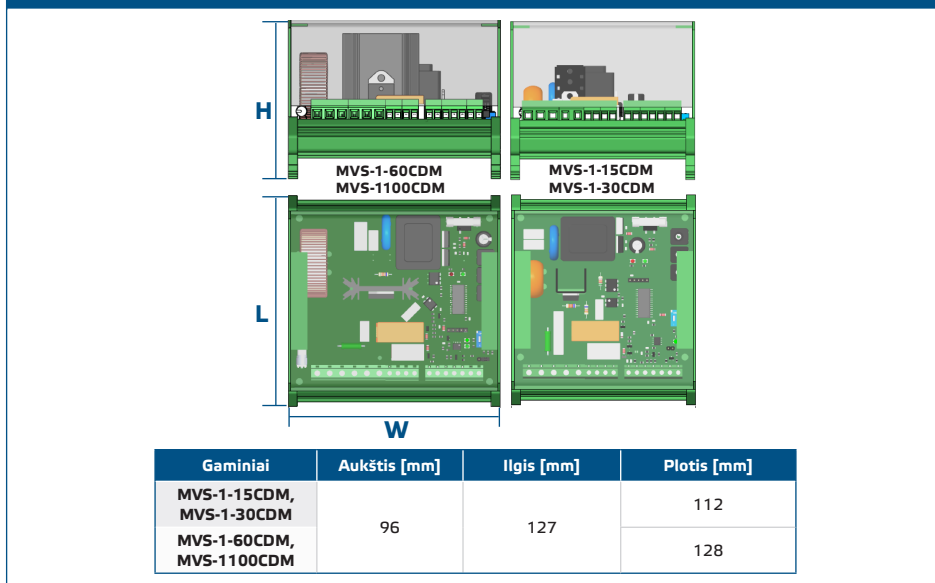 H
MVS-1-60CDM
MVS-1100CDM
MVS-1-15CDM
MVS-1-30CDM
L
W
Gaminiai Aukštis [mm] Ilgis [mm] Plotis [mm]
MVS-1-15CDM,
MVS-1-30CDM
96 127 112
MVS-1-60CDM,
MVS-1100CDM
128